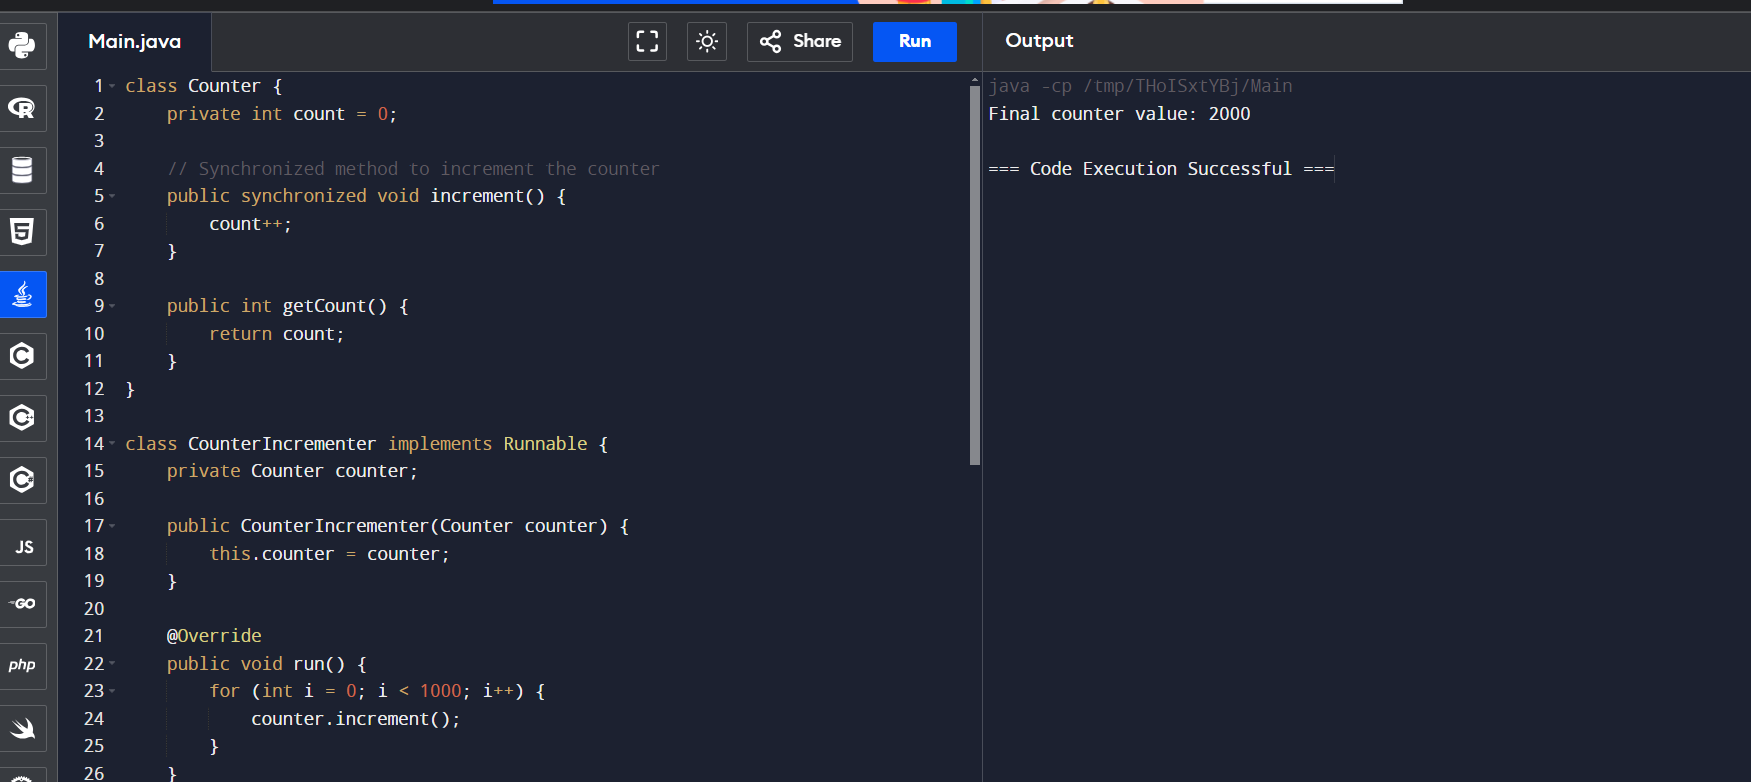 Main.java
Share
Run
Output
1 class Counter {
2     private int count = 0;
3
4     // Synchronized method to increment the counter
5     public synchronized void increment() {
6         count++;
7     }
8
9     public int getCount() {
10         return count;
11     }
12 }
13
14 class CounterIncrementer implements Runnable {
15     private Counter counter;
16
17     public CounterIncrementer(Counter counter) {
18         this.counter = counter;
19     }
20
21     @Override
22     public void run() {
23         for (int i = 0; i < 1000; i++) {
24             counter.increment();
25         }
26     }
java -cp /tmp/THoISxtYBj/Main
Final counter value: 2000
=== Code Execution Successful ===
R
5
C
C++
C#
JS
GO
php